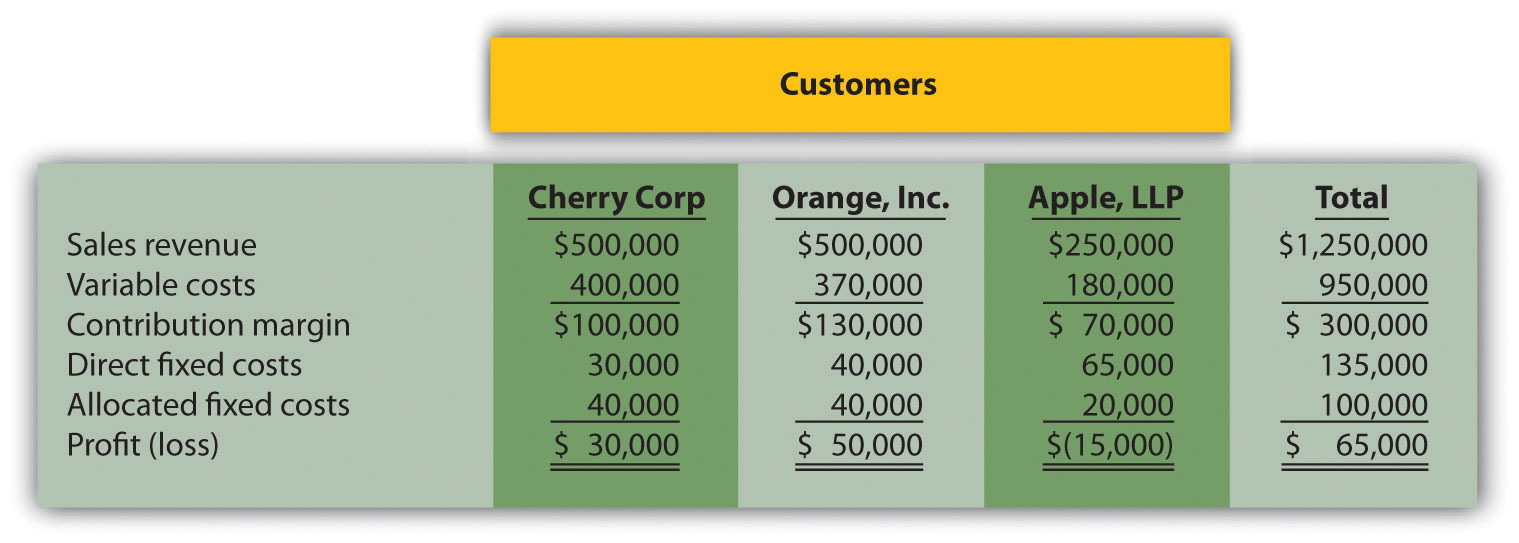 Customers
Cherry Corp Orange, Inc. Apple, LLP Total
Sales revenue $500,000 $500,000 $250,000 $1,250,000
Variable costs 400,000 370,000 180,000 950,000
Contribution margin $100,000 $130,000 $ 70,000 $ 300,000
Direct fixed costs 30,000 40,000 65,000 135,000
Allocated fixed costs 40,000 40,000 20,000 100,000
Profit (loss) $ 30,000 $ 50,000 $(15,000) $ 65,000